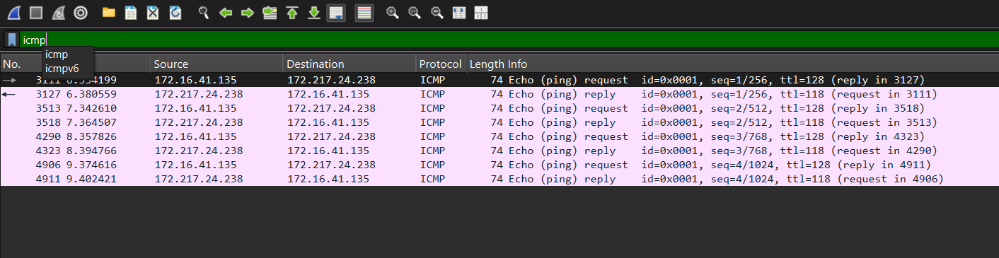 icmp
icmp
icmpv6
No. Source Destination Protocol Length Info
172.16.41.135 172.217.24.238 ICMP 74 Echo (ping) request id=0x0001, seq=1/256, ttl=128 (reply in 3127)
3127 6.380559 172.217.24.238 172.16.41.135 ICMP 74 Echo (ping) reply id=0x0001, seq=1/256, ttl=118 (request in 3111)
3513 7.342610 172.16.41.135 172.217.24.238 ICMP 74 Echo (ping) request id=0x0001, seq=2/512, ttl=128 (reply in 3518)
3518 7.364507 172.217.24.238 172.16.41.135 ICMP 74 Echo (ping) reply id=0x0001, seq=2/512, ttl=118 (request in 3513)
4290 8.357826 172.16.41.135 172.217.24.238 ICMP 74 Echo (ping) request id=0x0001, seq=3/768, ttl=128 (reply in 4323)
4323 8.394766 172.217.24.238 172.16.41.135 ICMP 74 Echo (ping) reply id=0x0001, seq=3/768, ttl=118 (request in 4290)
4906 9.374616 172.16.41.135 172.217.24.238 ICMP 74 Echo (ping) request id=0x0001, seq=4/1024, ttl=128 (reply in 4911)
4911 9.402421 172.217.24.238 172.16.41.135 ICMP 74 Echo (ping) reply id=0x0001, seq=4/1024, ttl=118 (request in 4906)